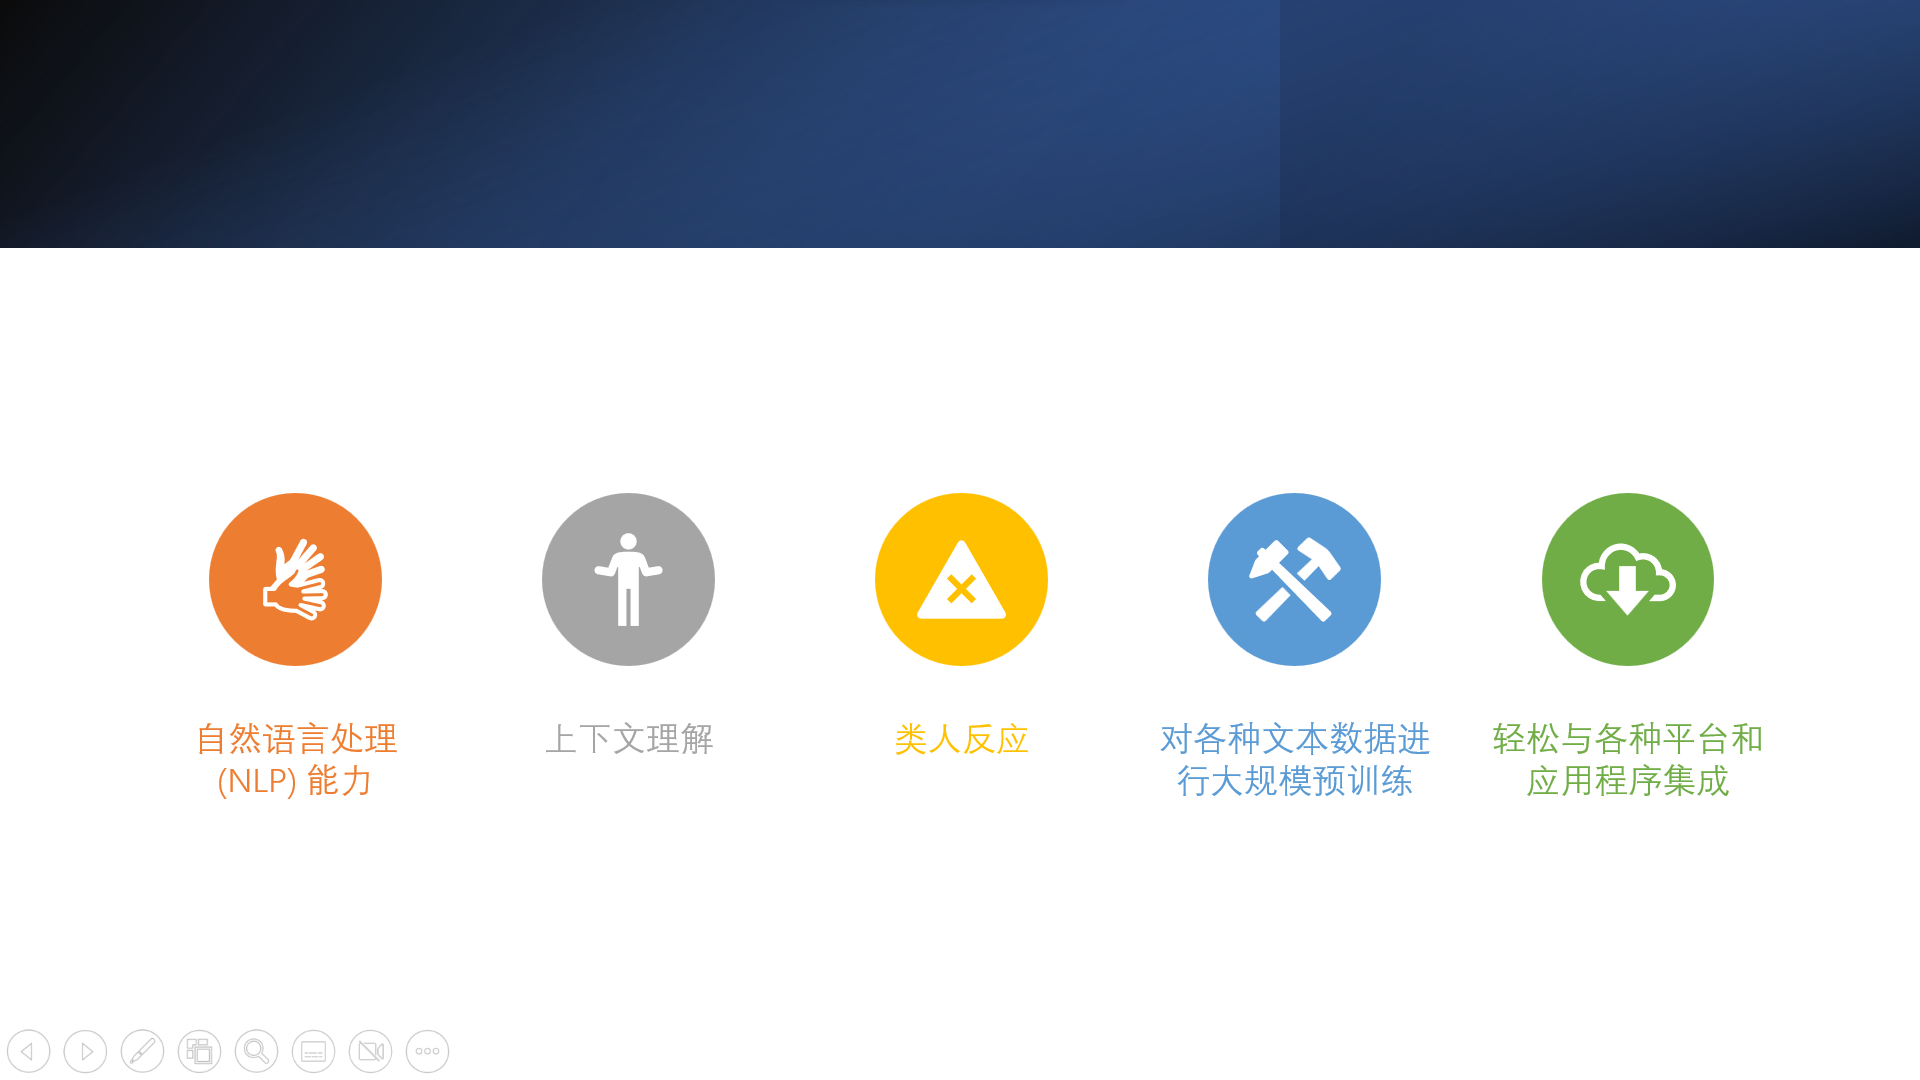 自然语言处理
(NLP) 能力
上下文理解
类人反应
对各种文本数据进
行大规模预训练
轻松与各种平台和
应用程序集成